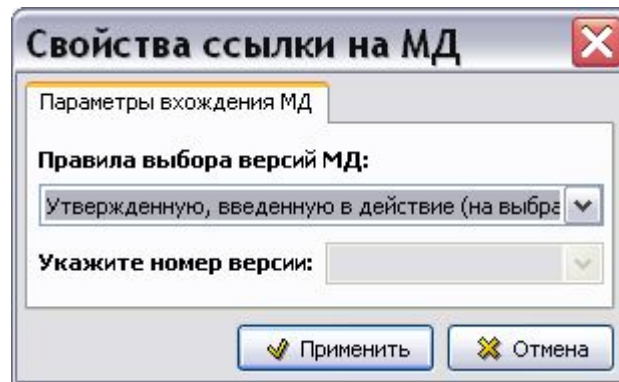 Свойства ссылки на МД
Параметры вхождения МД
Правила выбора версий МД:
Утвержденную, введенную в действие (на выбра
Укажите номер версии:
Применить
Отмена